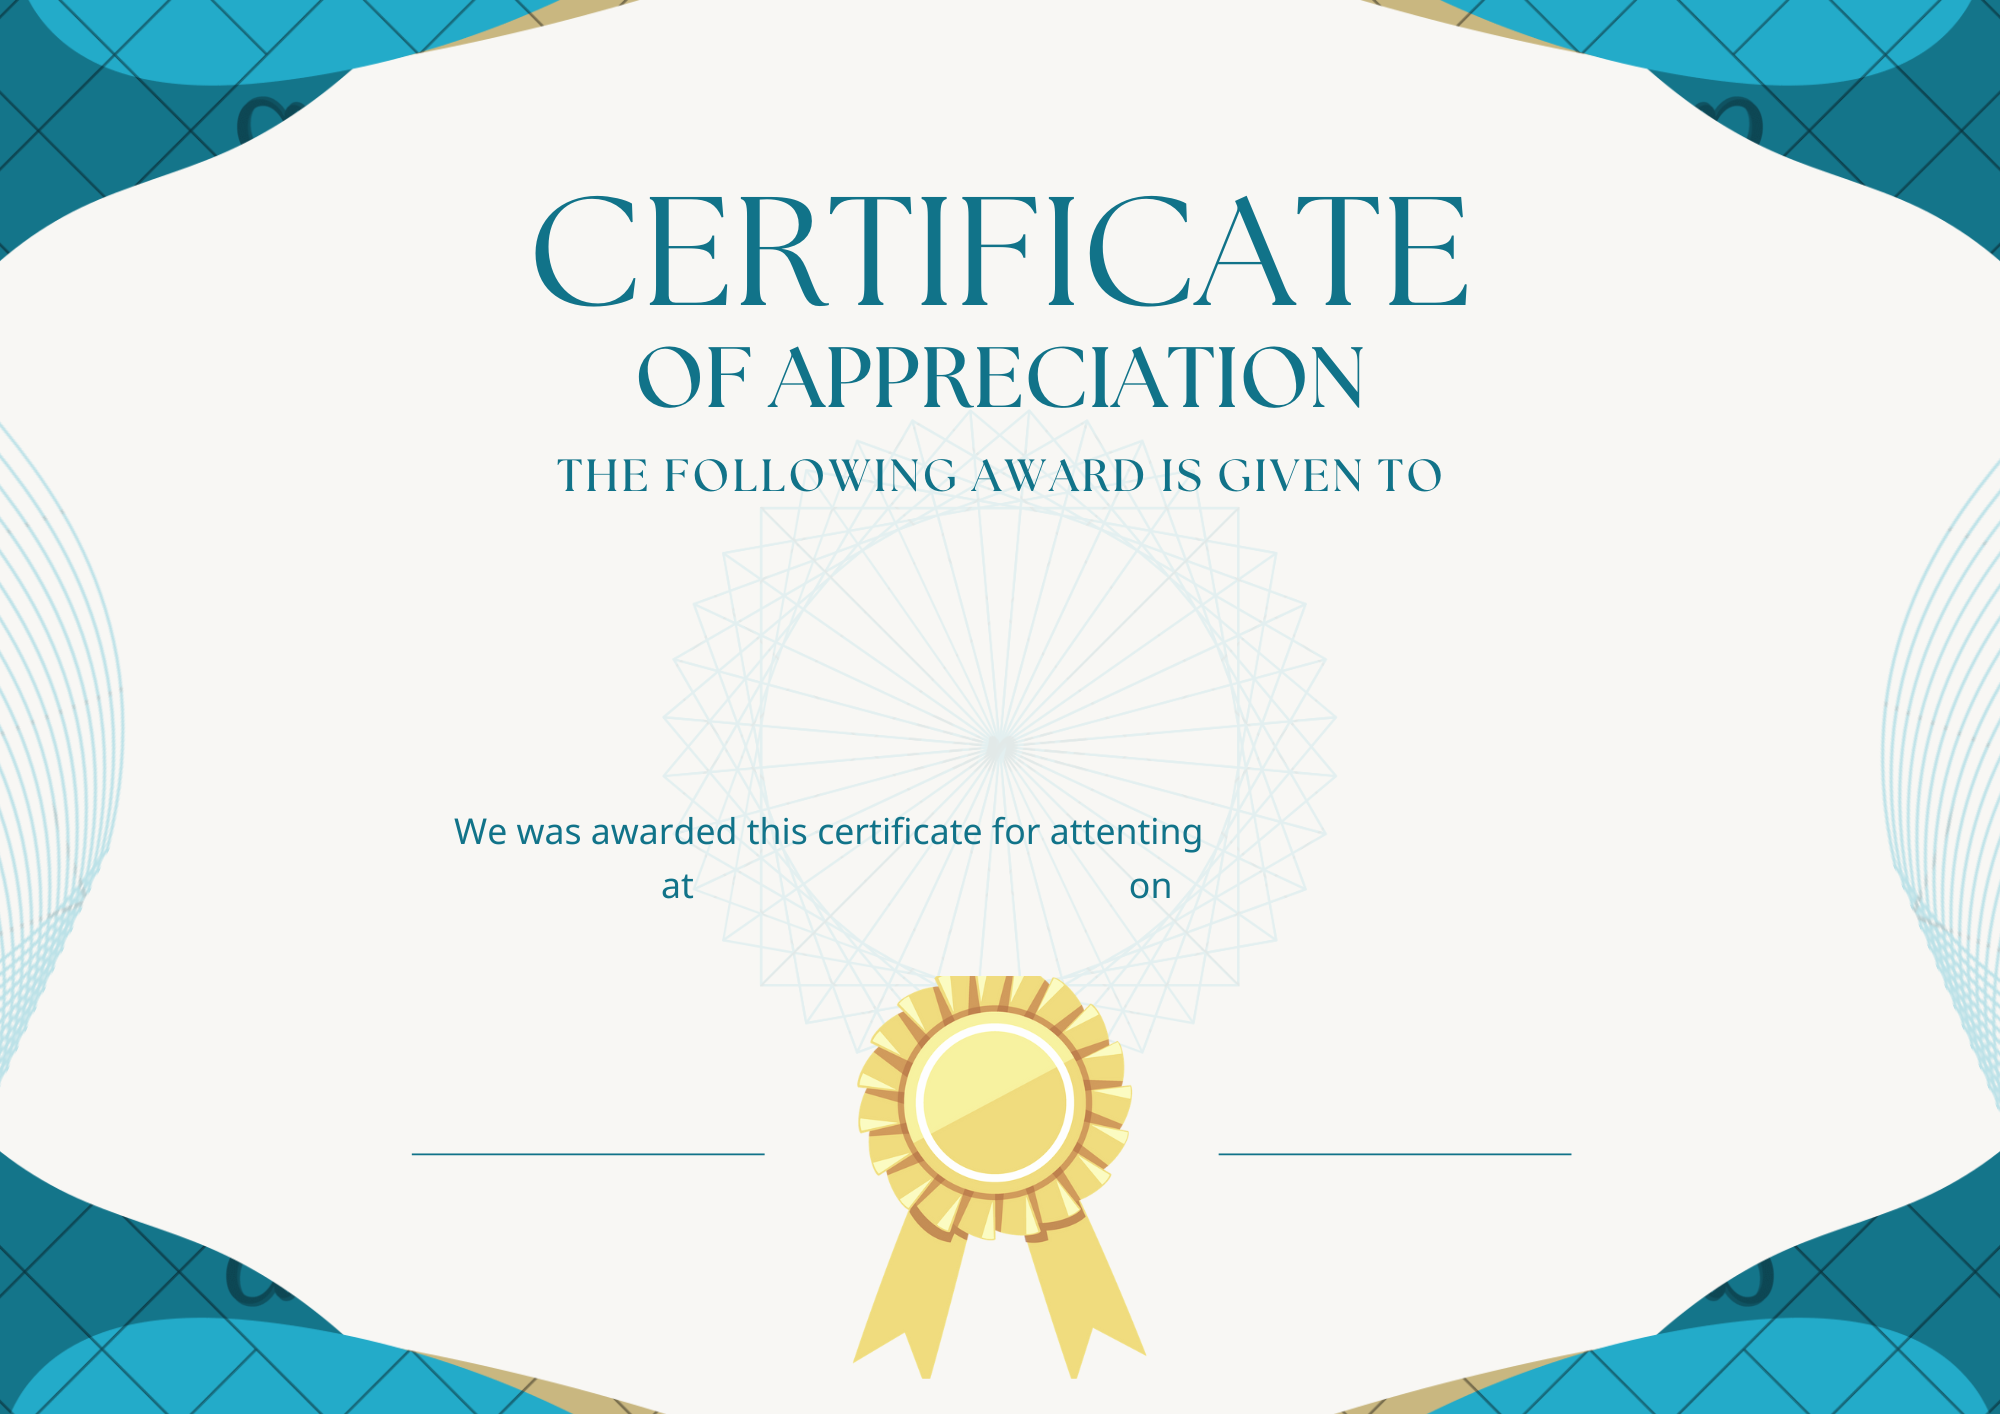 CERTIFICATE
OF APPRECIATION
THE FOLLOWING AWARD IS GIVEN TO
We was awarded this certificate for attenting
at on